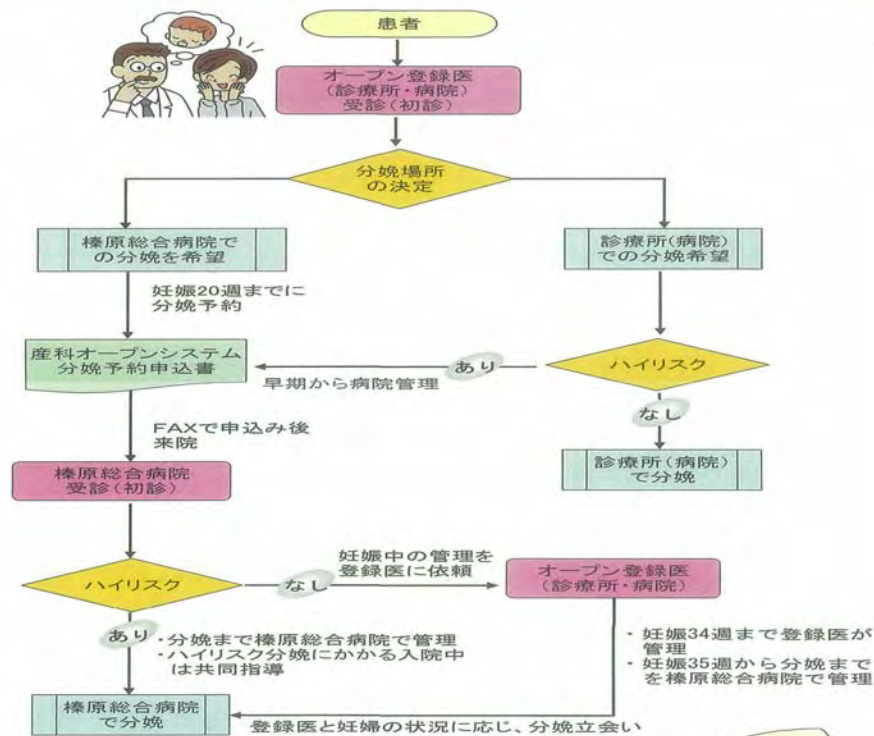 患者
オープン登録医
(診療所・病院)
受診(初診)
分娩場所
の決定
榛原総合病院で
の分娩を希望
診療所(病院)
での分娩希望
妊娠20週までに
分娩予約
産科オープンシステム
分娩予約申込書
ハイリスク
あり
早期から病院管理
なし
FAXで申込み後
来院
診療所(病院)
で分娩
榛原総合病院
受診(初診)
ハイリスク
なし
妊娠中の管理を
登録医に依頼
オープン登録医
(診療所・病院)
あり
・分娩まで榛原総合病院で管理
・ハイリスク分娩にかかる入院中
は共同指導
・妊娠34週まで登録医が
管理
・妊娠35週から分娩まで
を榛原総合病院で管理
榛原総合病院
で分娩
登録医と妊婦の状況に応じ、分娩立会い